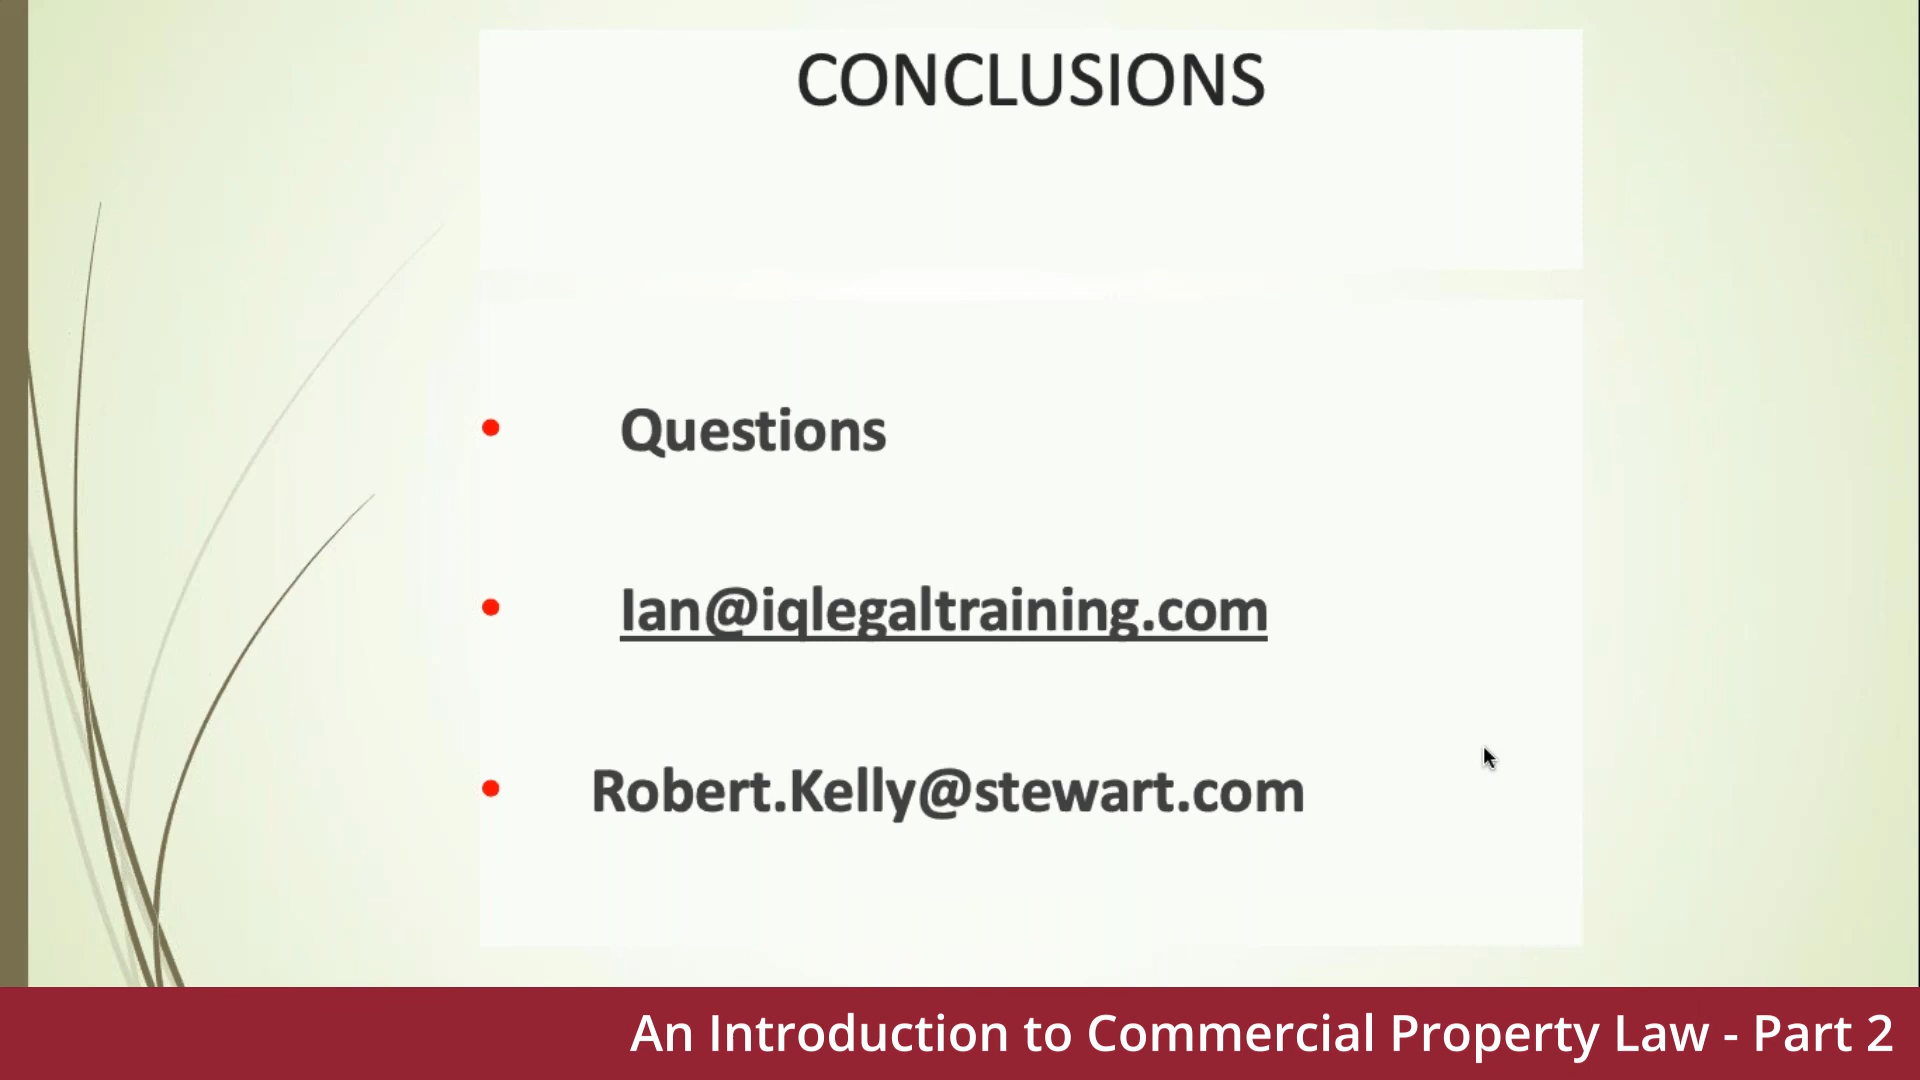 CONCLUSIONS
• Questions
• Ian@iqlegaltraining.com
• Robert.Kelly@stewart.com
An Introduction to Commercial Property Law - Part 2